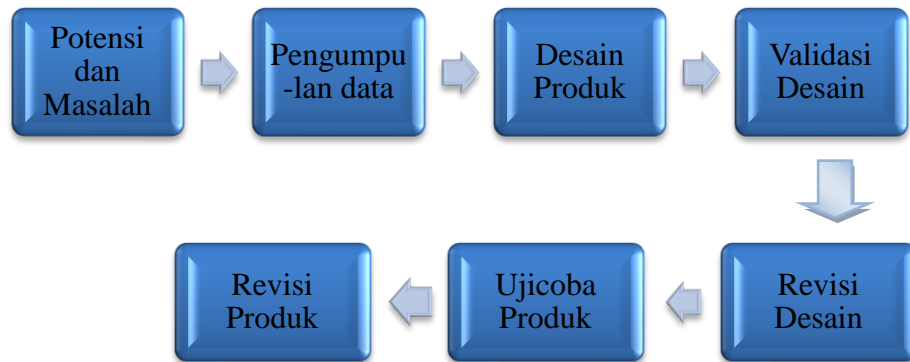 Potensi
dan
Masalah
Pengumpu
-lan data
Desain
Produk
Validasi
Desain
Revisi
Desain
Ujicoba
Produk
Revisi
Produk